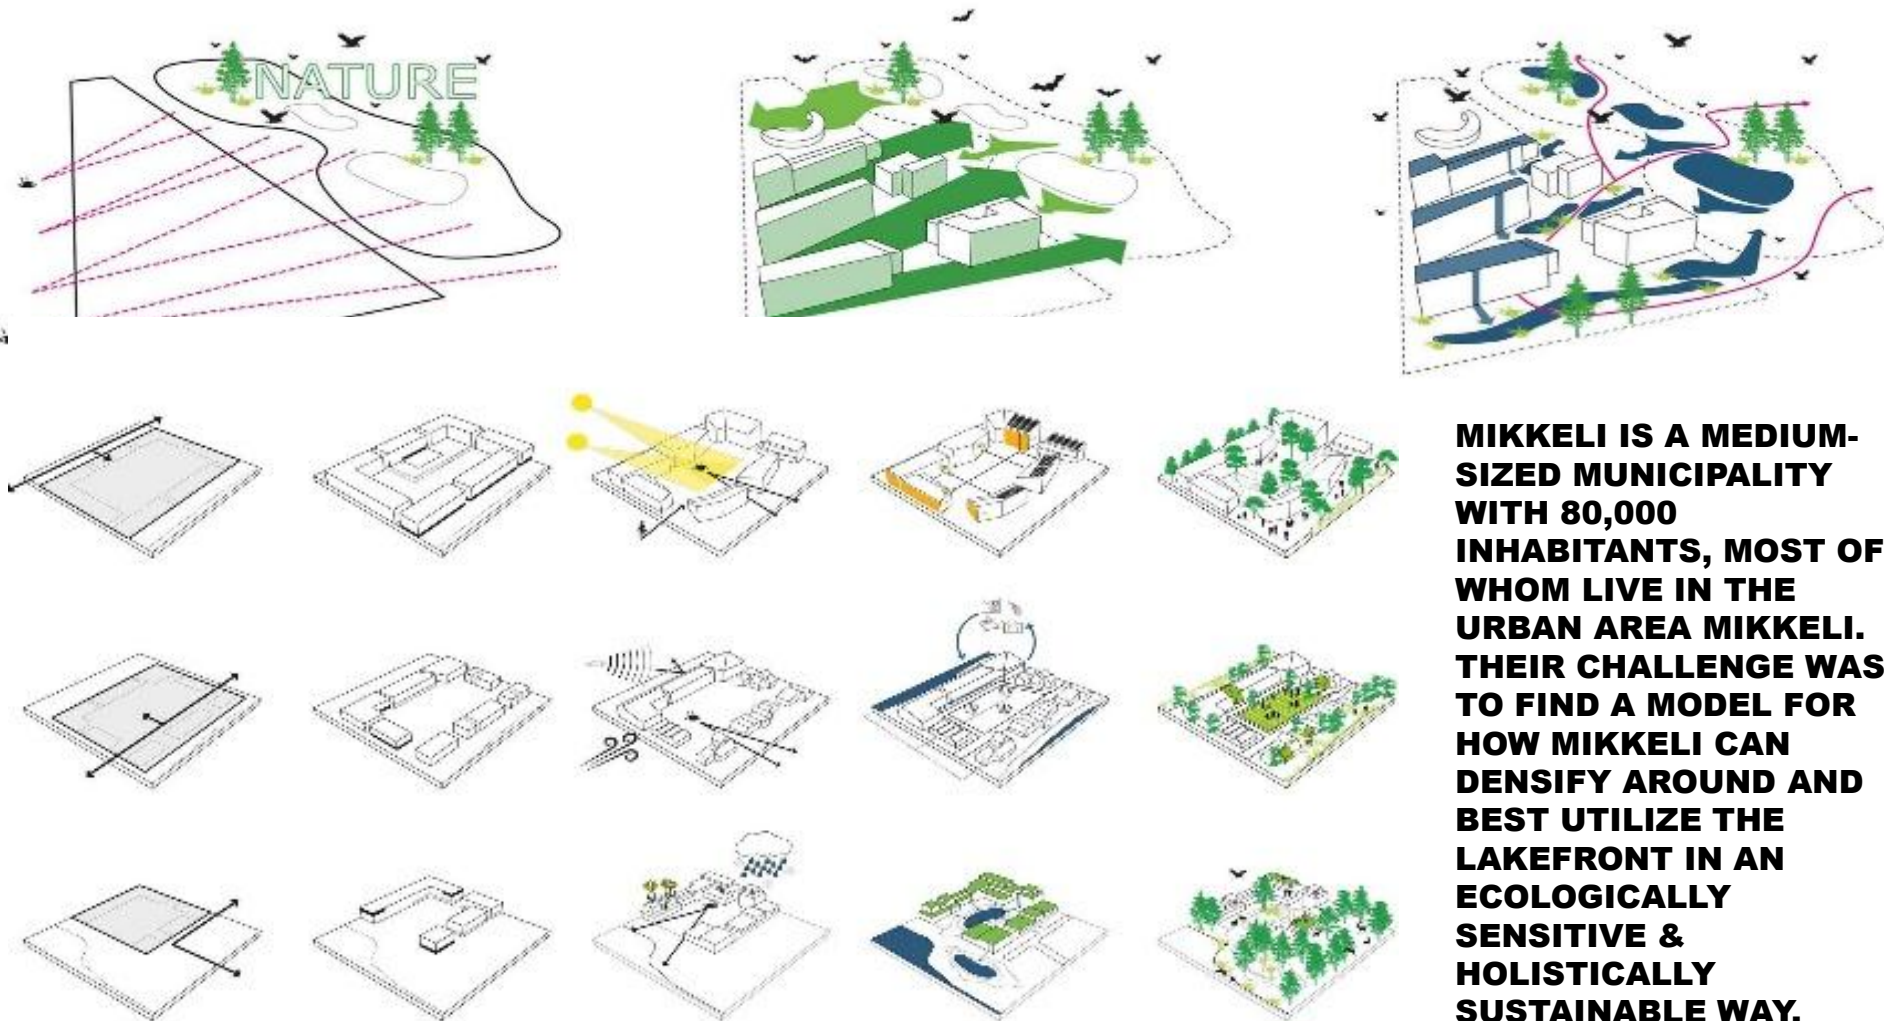 NATURE
MIKKELI IS A MEDIUM-
SIZED MUNICIPALITY
WITH 80,000
INHABITANTS, MOST OF
WHOM LIVE IN THE
URBAN AREA MIKKELI.
THEIR CHALLENGE WAS
TO FIND A MODEL FOR
HOW MIKKELI CAN
DENSIFY AROUND AND
BEST UTILIZE THE
LAKEFRONT IN AN
ECOLOGICALLY
SENSITIVE &
HOLISTICALLY
SUSTAINABLE WAY.